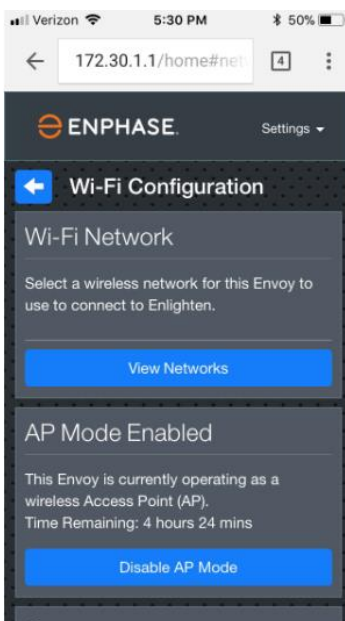 Verizon 5:30 PM 50%
172.30.1.1/home#net 4
ENPHASE. Settings
Wi-Fi Configuration
Wi-Fi Network
Select a wireless network for this Envoy to
use to connect to Enlighten.
View Networks
AP Mode Enabled
This Envoy is currently operating as a
wireless Access Point (AP).
Time Remaining: 4 hours 24 mins
Disable AP Mode